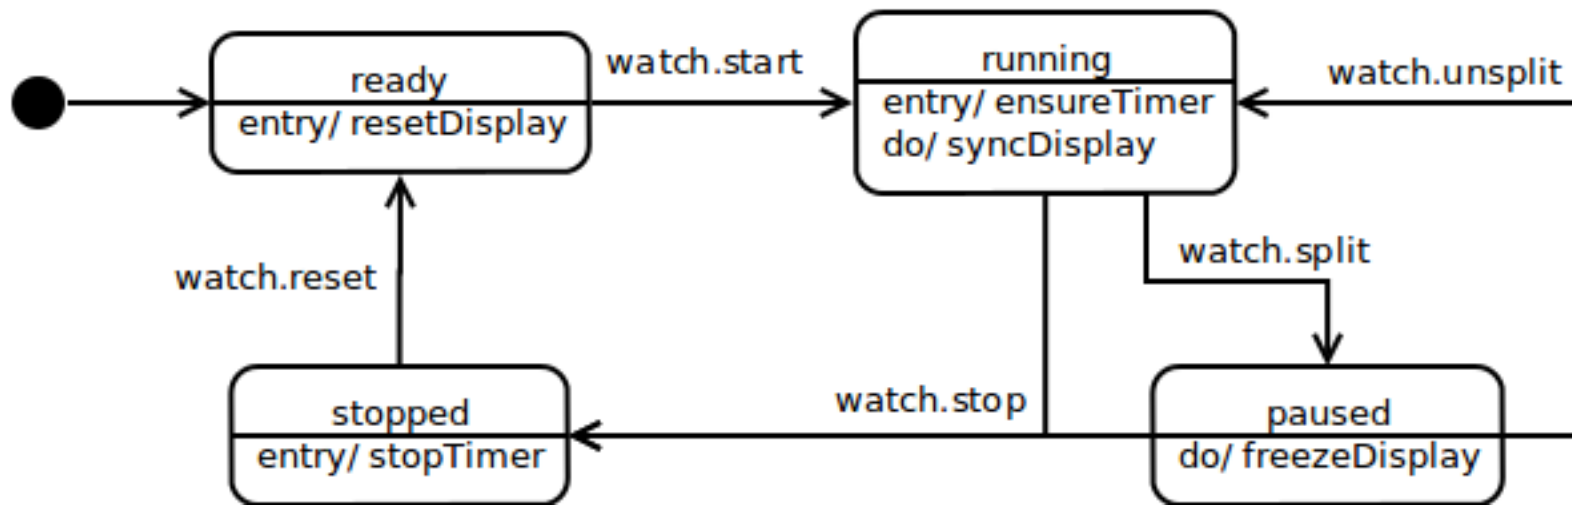 ready
entry/ resetDisplay
watch.start
running
entry/ ensureTimer
do/ syncDisplay
watch.unsplit
watch.reset
watch.split
stopped
entry/ stopTimer
watch.stop
paused
do/ freezeDisplay